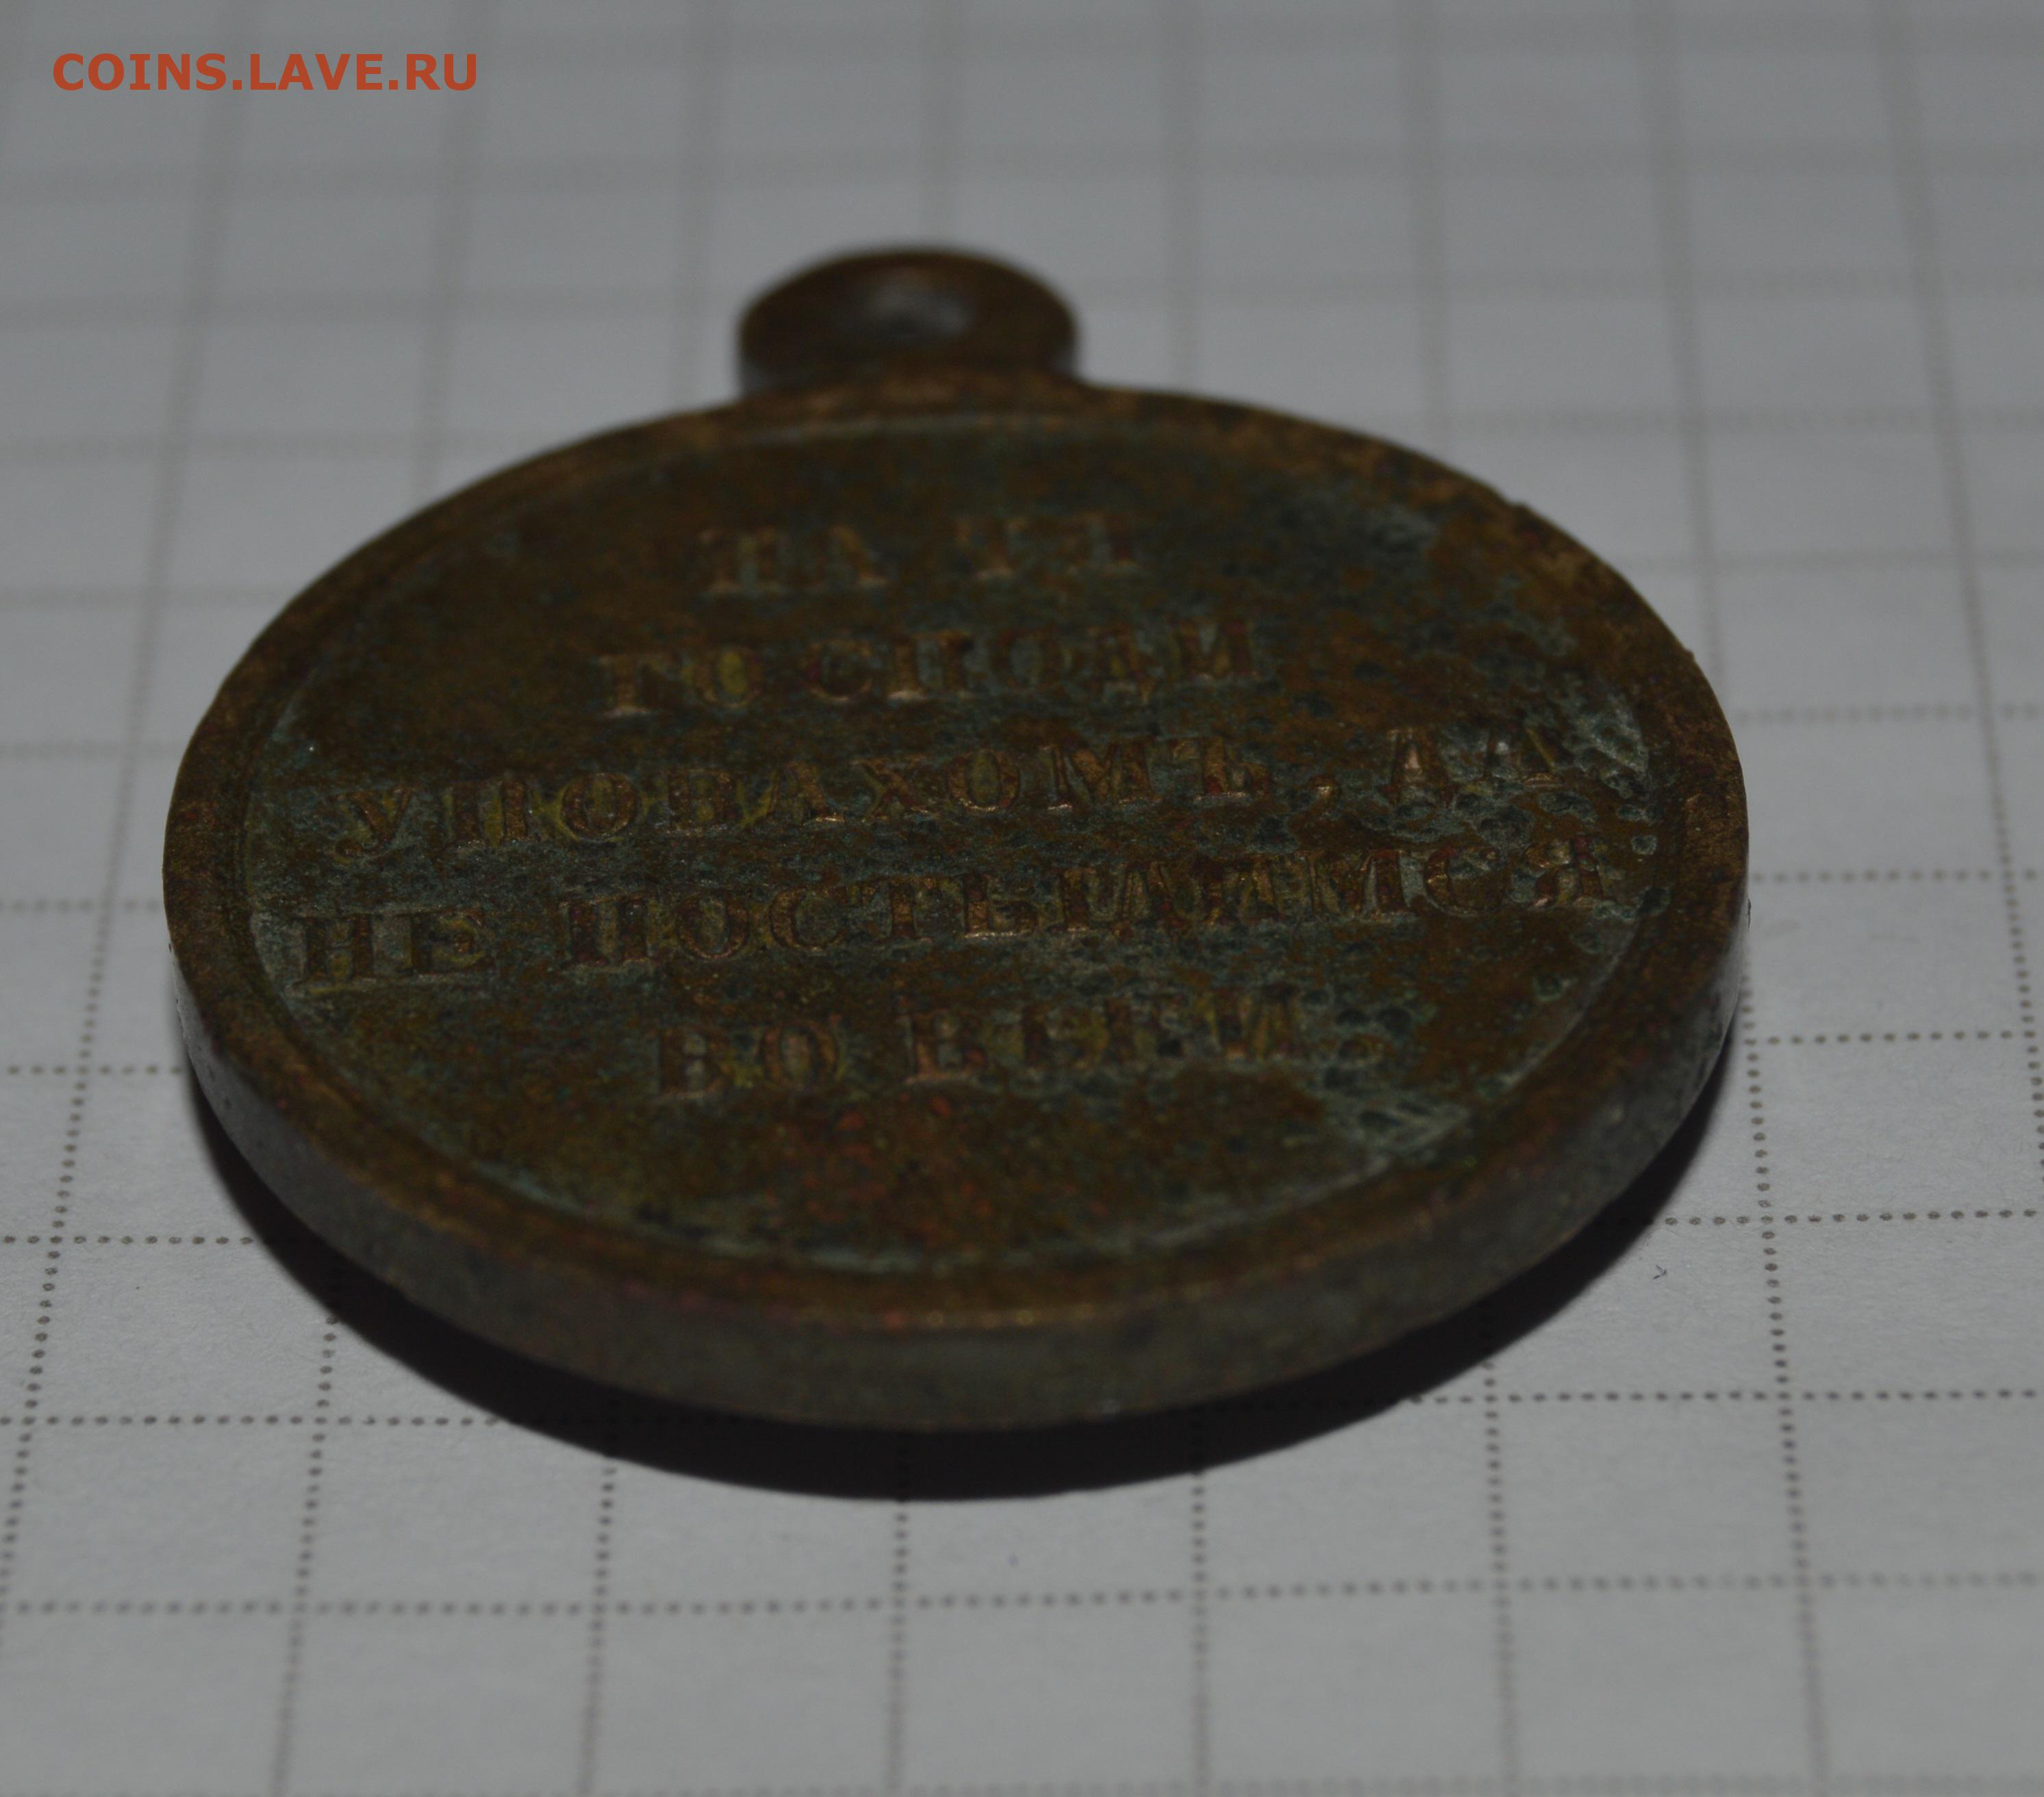 COINS.LAVE.RU
НА ТЯ
ГОСПОДИ
УПОВАХОМЪ, ДА
НЕ ПОСТЫДИМСЯ
ВО ВѢКИ.